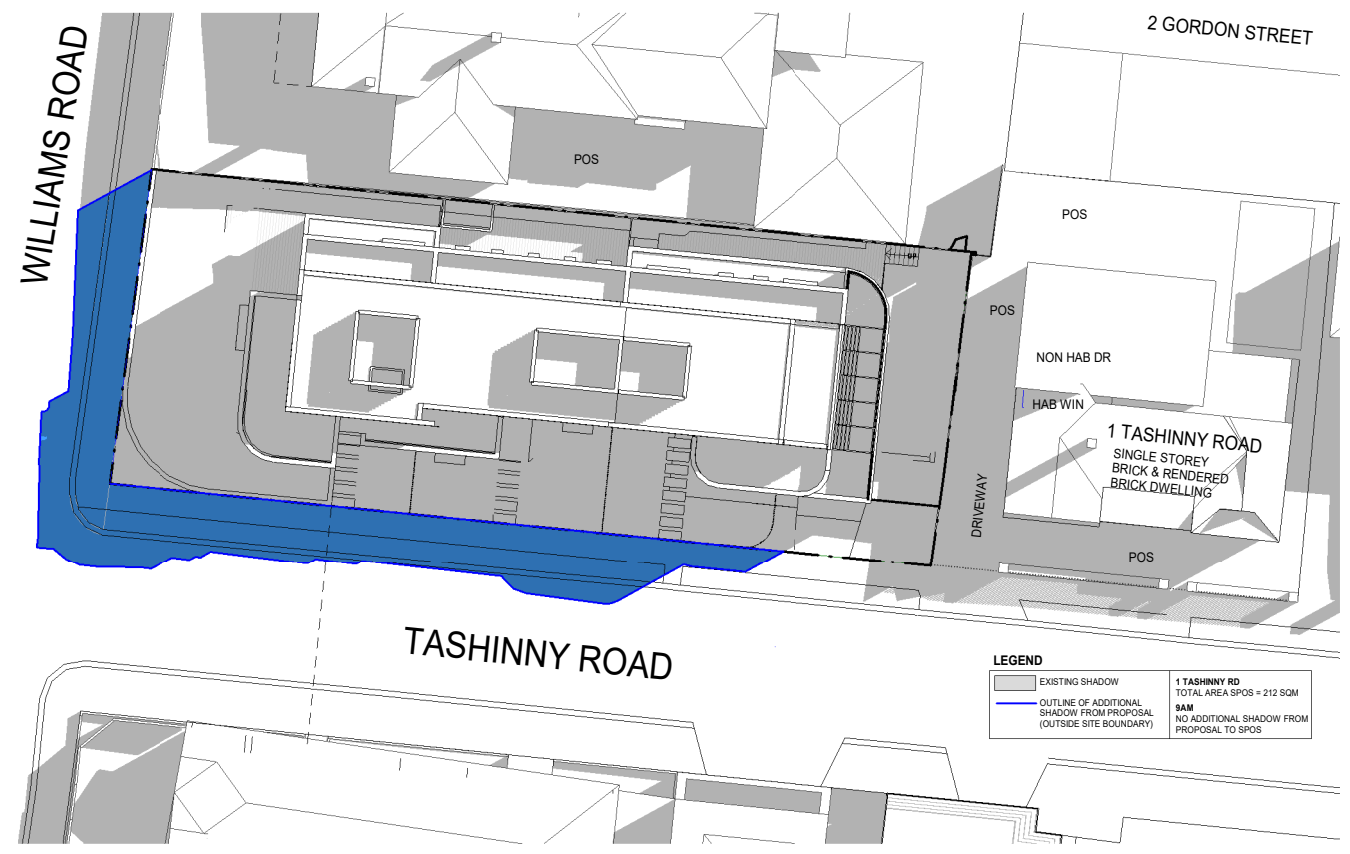 2 GORDON STREET
WILLIAMS ROAD
POS
POS
UP
POS
NON HAB DR
HAB WIN
1 TASHINNY ROAD
SINGLE STOREY
BRICK & RENDERED
BRICK DWELLING
DRIVEWAY
POS
TASHINNY ROAD
LEGEND
EXISTING SHADOW
OUTLINE OF ADDITIONAL
SHADOW FROM PROPOSAL
(OUTSIDE SITE BOUNDARY)
1 TASHINNY RD
TOTAL AREA SPOS = 212 SQM
9AM
NO ADDITIONAL SHADOW FROM
PROPOSAL TO SPOS